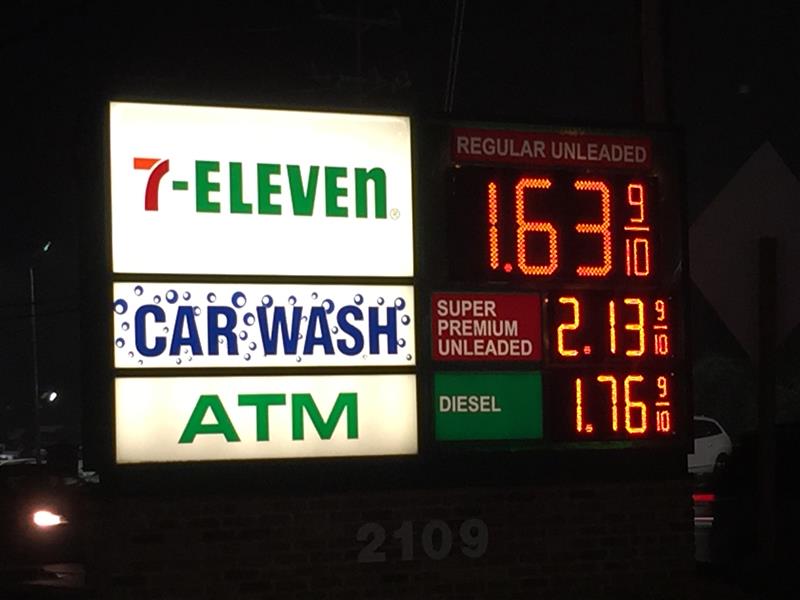 7-ELEVEn
CAR WASH
ATM
REGULAR UNLEADED
1.63 9/10
SUPER
PREMIUM
UNLEADED
2.13 9/10
DIESEL
1.76 9/10
2109